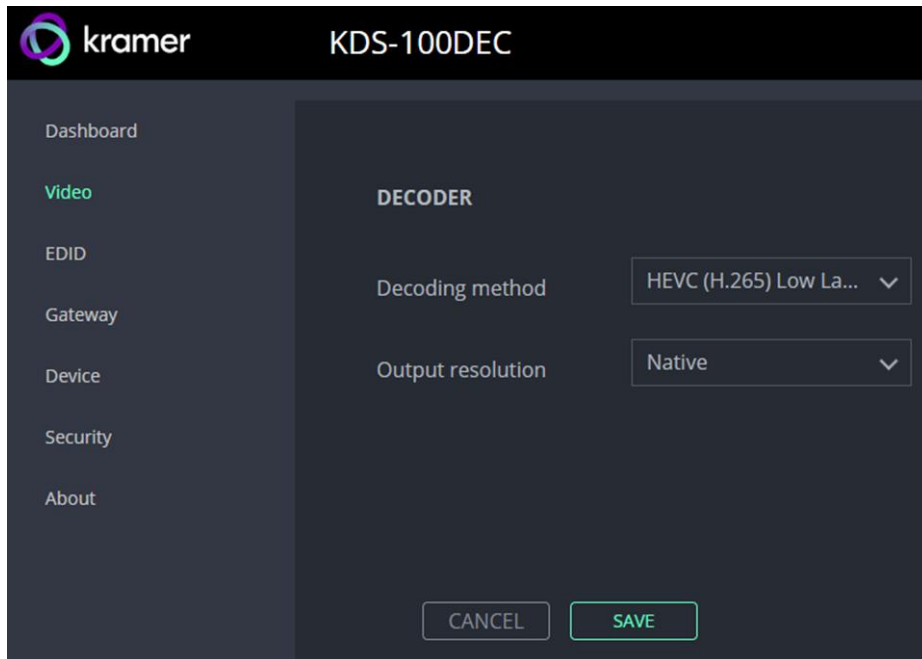 kramer
KDS-100DEC
Dashboard
Video
EDID
Gateway
Device
Security
About
DECODER
Decoding method
HEVC (H.265) Low La...
Output resolution
Native
CANCEL
SAVE